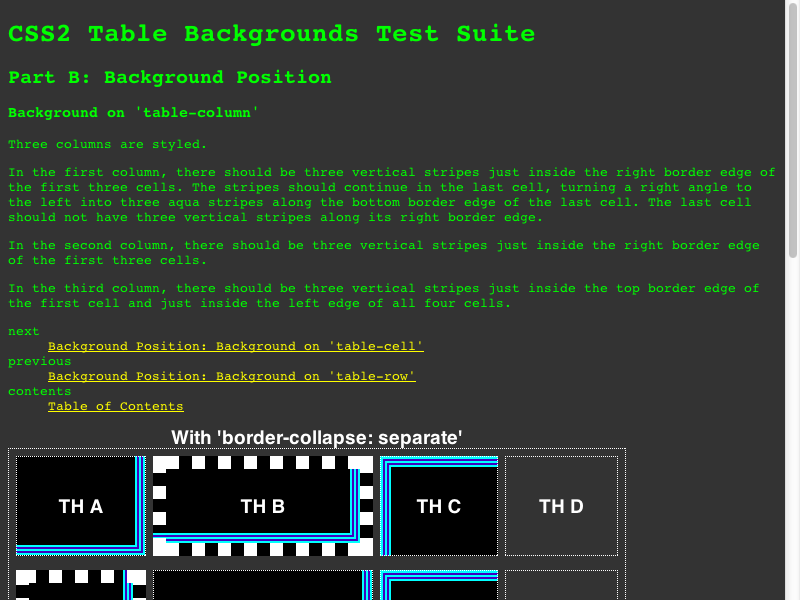 CSS2 Table Backgrounds Test Suite
Part B: Background Position
Background on 'table-column'
Three columns are styled.
In the first column, there should be three vertical stripes just inside the right border edge of
the first three cells. The stripes should continue in the last cell, turning a right angle to
the left into three aqua stripes along the bottom border edge of the last cell. The last cell
should not have three vertical stripes along its right border edge.
In the second column, there should be three vertical stripes just inside the right border edge
of the first three cells.
In the third column, there should be three vertical stripes just inside the top border edge of
the first cell and just inside the left edge of all four cells.
next
Background Position: Background on 'table-cell'
previous
Background Position: Background on 'table-row'
contents
Table of Contents
With 'border-collapse: separate'
TH A TH B TH C TH D